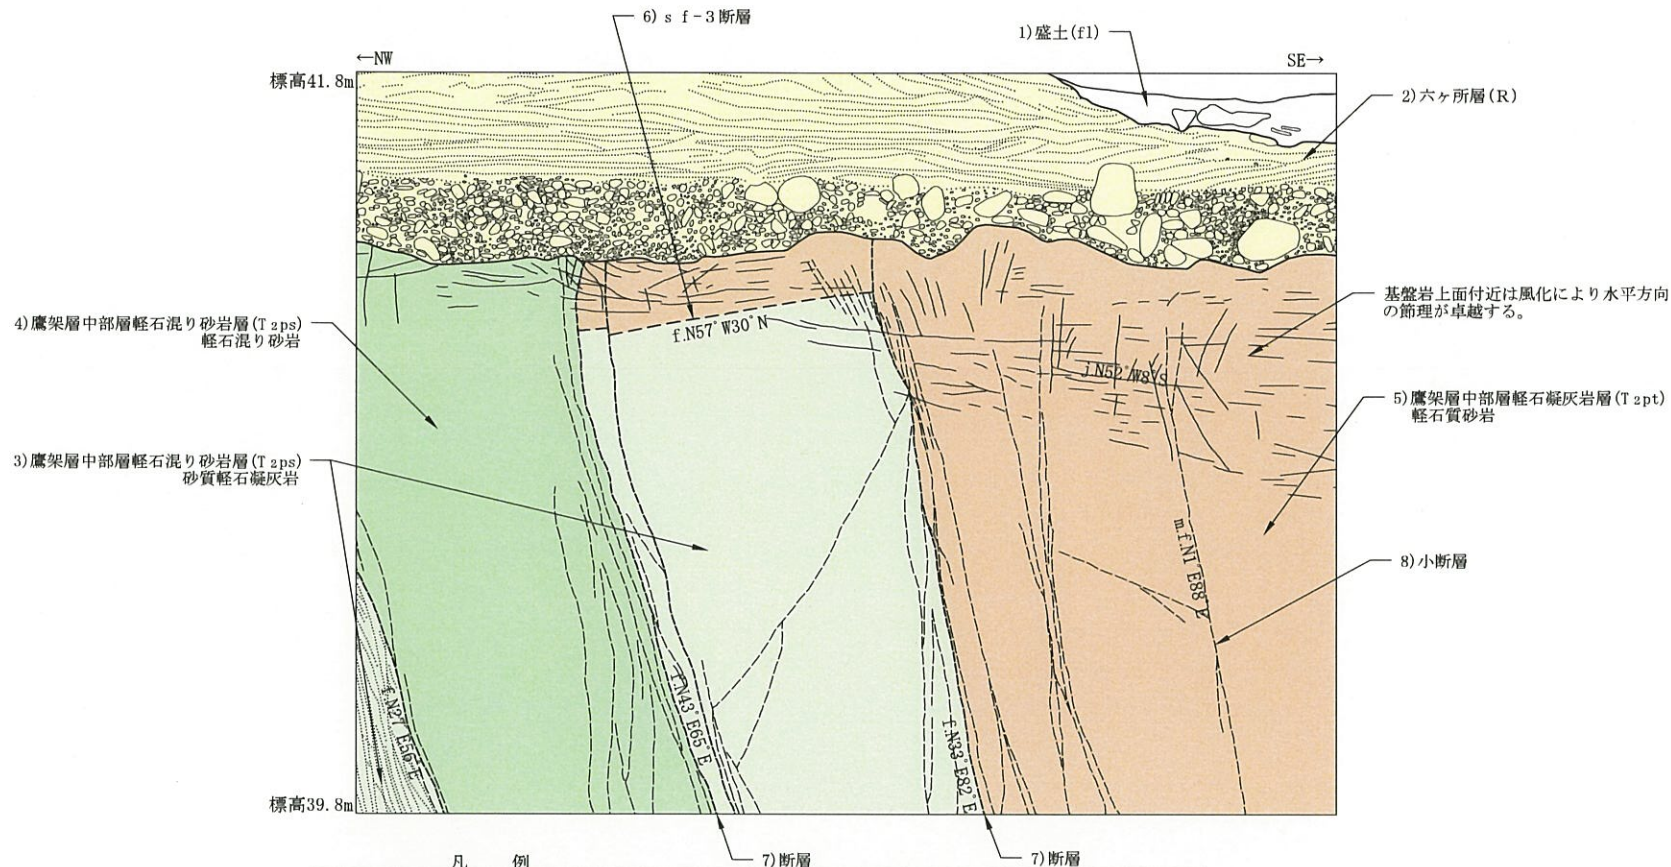 6) s f-3断層
1)盛土(fl)
←NW
SE→
標高41.8m
2)六ヶ所層(R)
f.N57°W30°N
基盤岩上面付近は風化により水平方向
の節理が卓越する。
4)鷹架層中部層軽石混り砂岩層(T2ps)
軽石混り砂岩
j.N52°W8°S
5)鷹架層中部層軽石凝灰岩層(T2pt)
軽石質砂岩
3)鷹架層中部層軽石混り砂岩層(T2ps)
砂質軽石凝灰岩
m.f.N1°E88°E
8)小断層
f.N27°E56°E
f.N43°E65°E
f.N33°E82°E
標高39.8m
凡 例
7)断層
7)断層